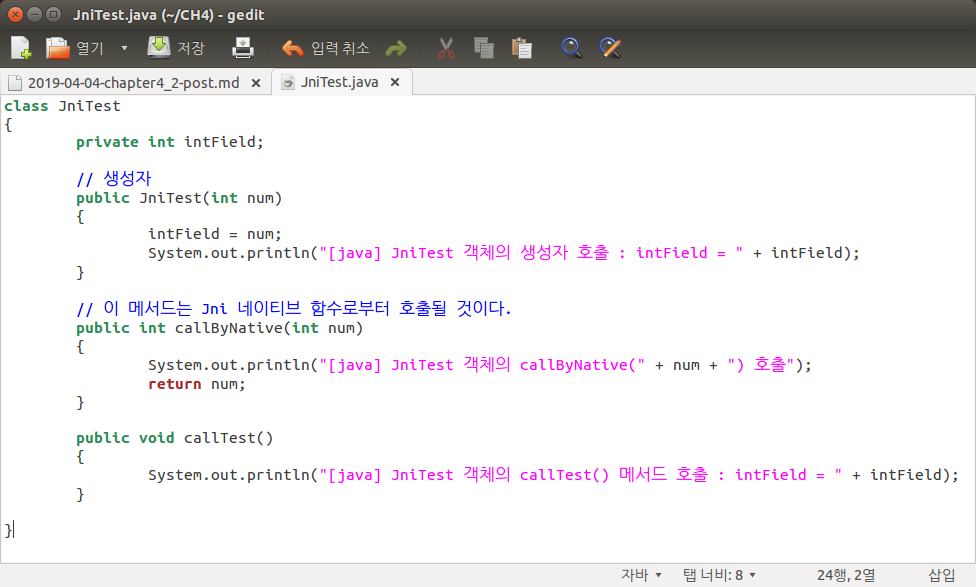 JniTest.java (~/CH4) - gedit
열기 저장 입력 취소
2019-04-04-chapter4_2-post.md JniTest.java
class JniTest
{
private int intField;
// 생성자
public JniTest(int num)
{
intField = num;
System.out.println("[java] JniTest 객체의 생성자 호출 : intField = " + intField);
}
// 이 메서드는 Jni 네이티브 함수로부터 호출될 것이다.
public int callByNative(int num)
{
System.out.println("[java] JniTest 객체의 callByNative(" + num + ") 호출");
return num;
}
public void callTest()
{
System.out.println("[java] JniTest 객체의 callTest() 메서드 호출 : intField = " + intField);
}
}
자바 탭 너비: 8 24행, 2열 삽입